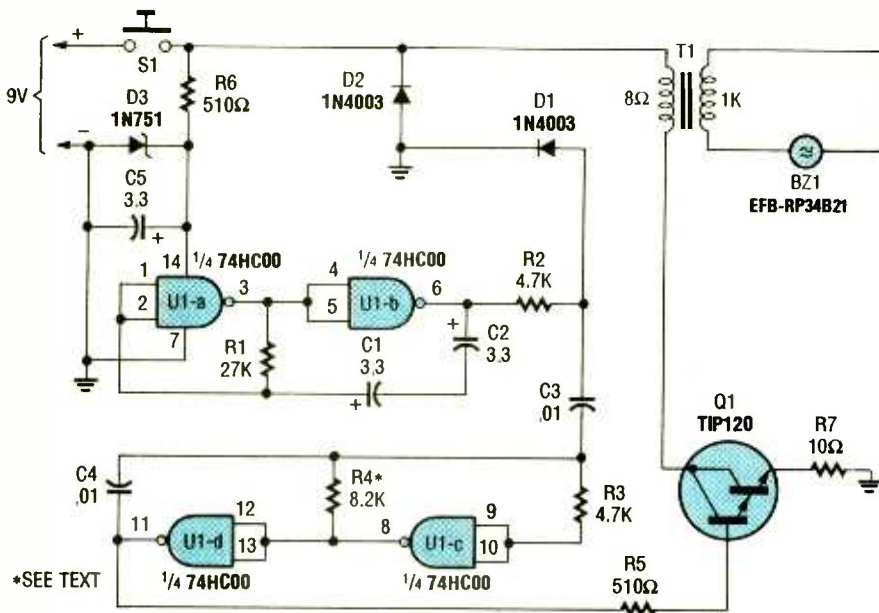 +
S1
9V
−
R6
510Ω
D3
1N751
C5
3,3
+
D2
1N4003
D1
1N4003
T1
8Ω
1K
BZ1
EFB-RP34B21
1
2
14
¼ 74HC00
U1-a
3
7
¼ 74HC00
4
5
U1-b
6
R2
4.7K
R1
27K
C1
3,3
+
+
C2
3,3
C3
,01
Q1
TIP120
R7
10Ω
C4
,01
11
U1-d
12
13
¼ 74HC00
R4*
8.2K
8
U1-c
9
10
¼ 74HC00
R3
4.7K
R5
510Ω
*SEE TEXT